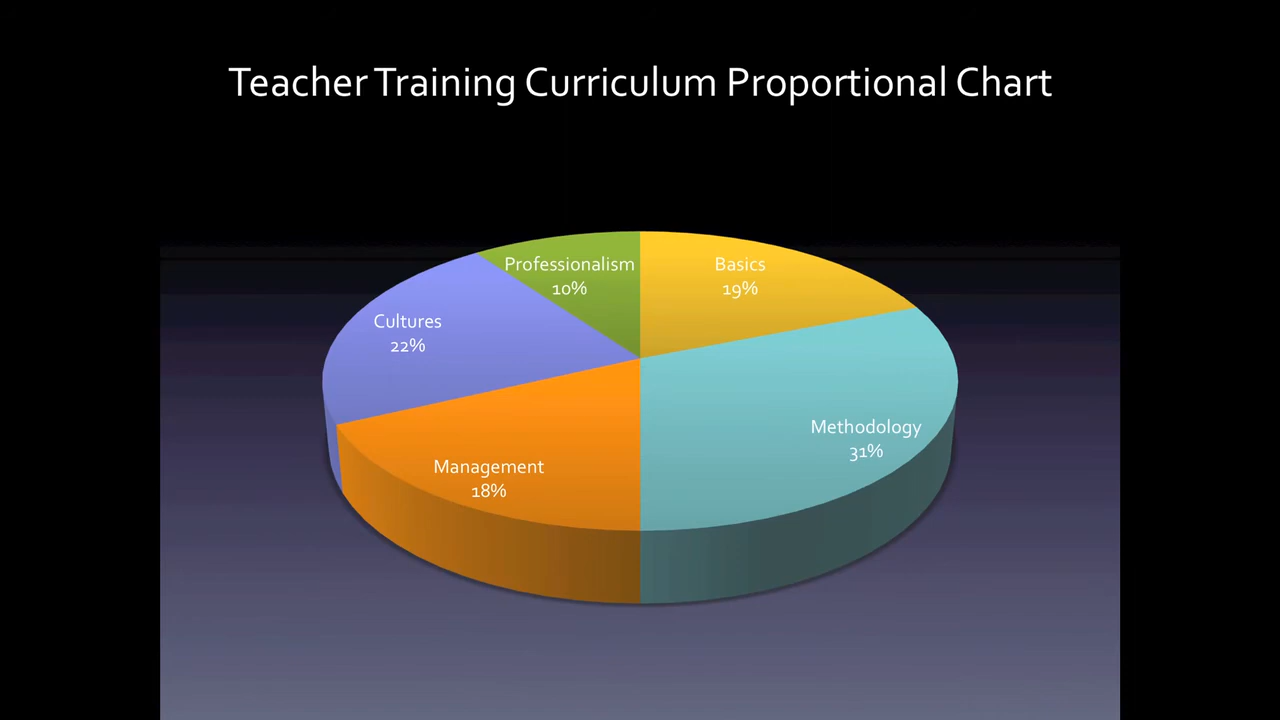 Teacher Training Curriculum Proportional Chart
Professionalism
10%
Basics
19%
Cultures
22%
Methodology
31%
Management
18%